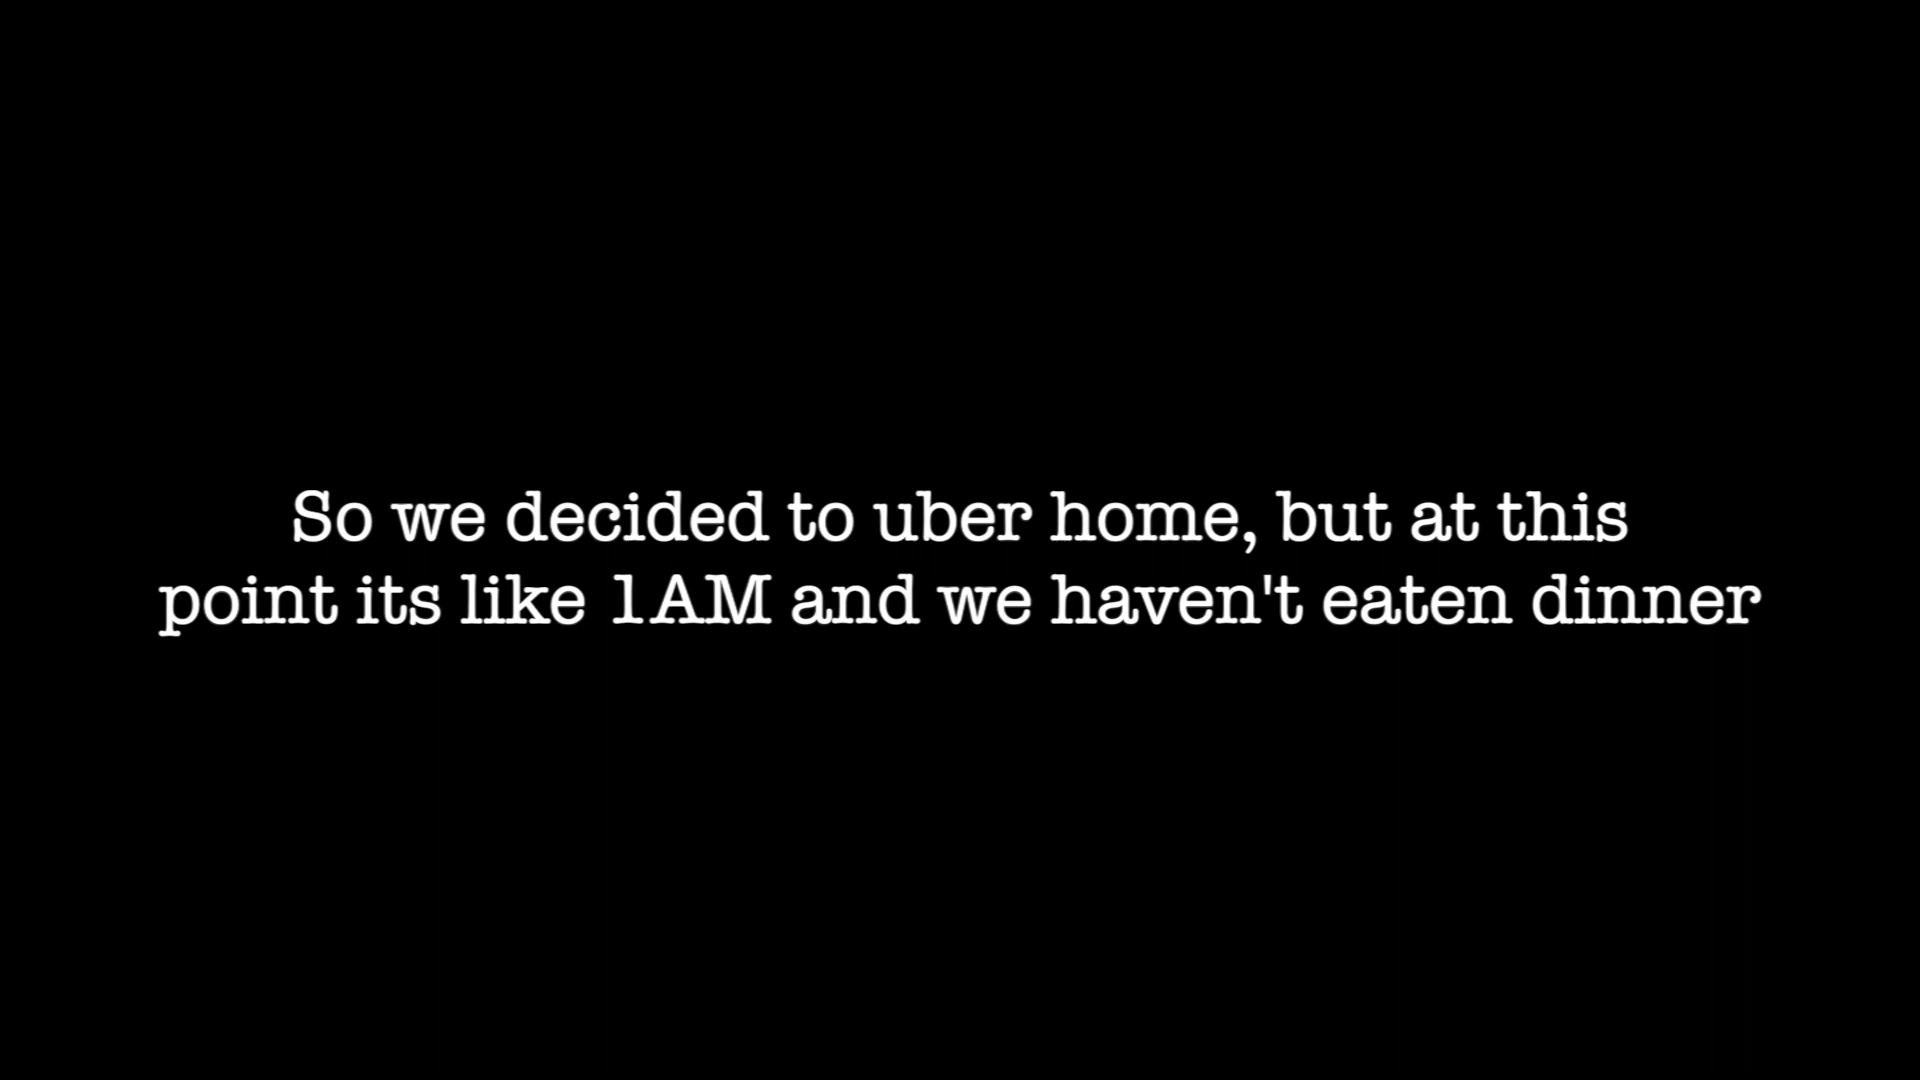 So we decided to uber home, but at this
point its like 1AM and we haven't eaten dinner